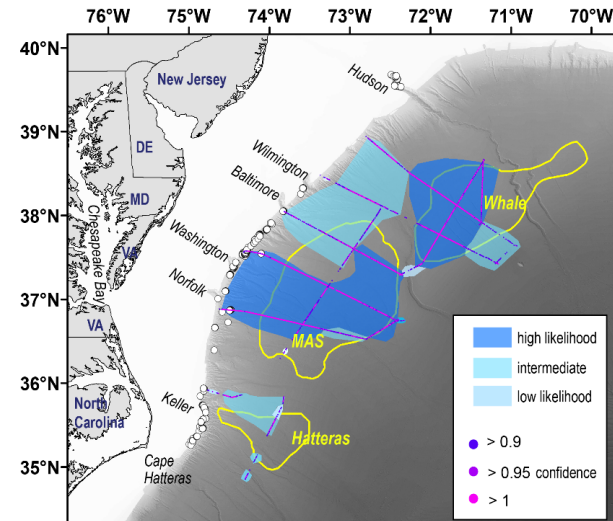 76°W 75°W 74°W 73°W 72°W 71°W 70°W
40°N
39°N
38°N
37°N
36°N
35°N
New Jersey
DE
MD
VA
Chesapeake Bay
VA
North
Carolina
Hudson
Wilmington
Baltimore
Washington
Norfolk
Keller
Cape
Hatteras
Whale
MAS
Hatteras
high likelihood
intermediate
low likelihood
> 0.9
> 0.95 confidence
> 1